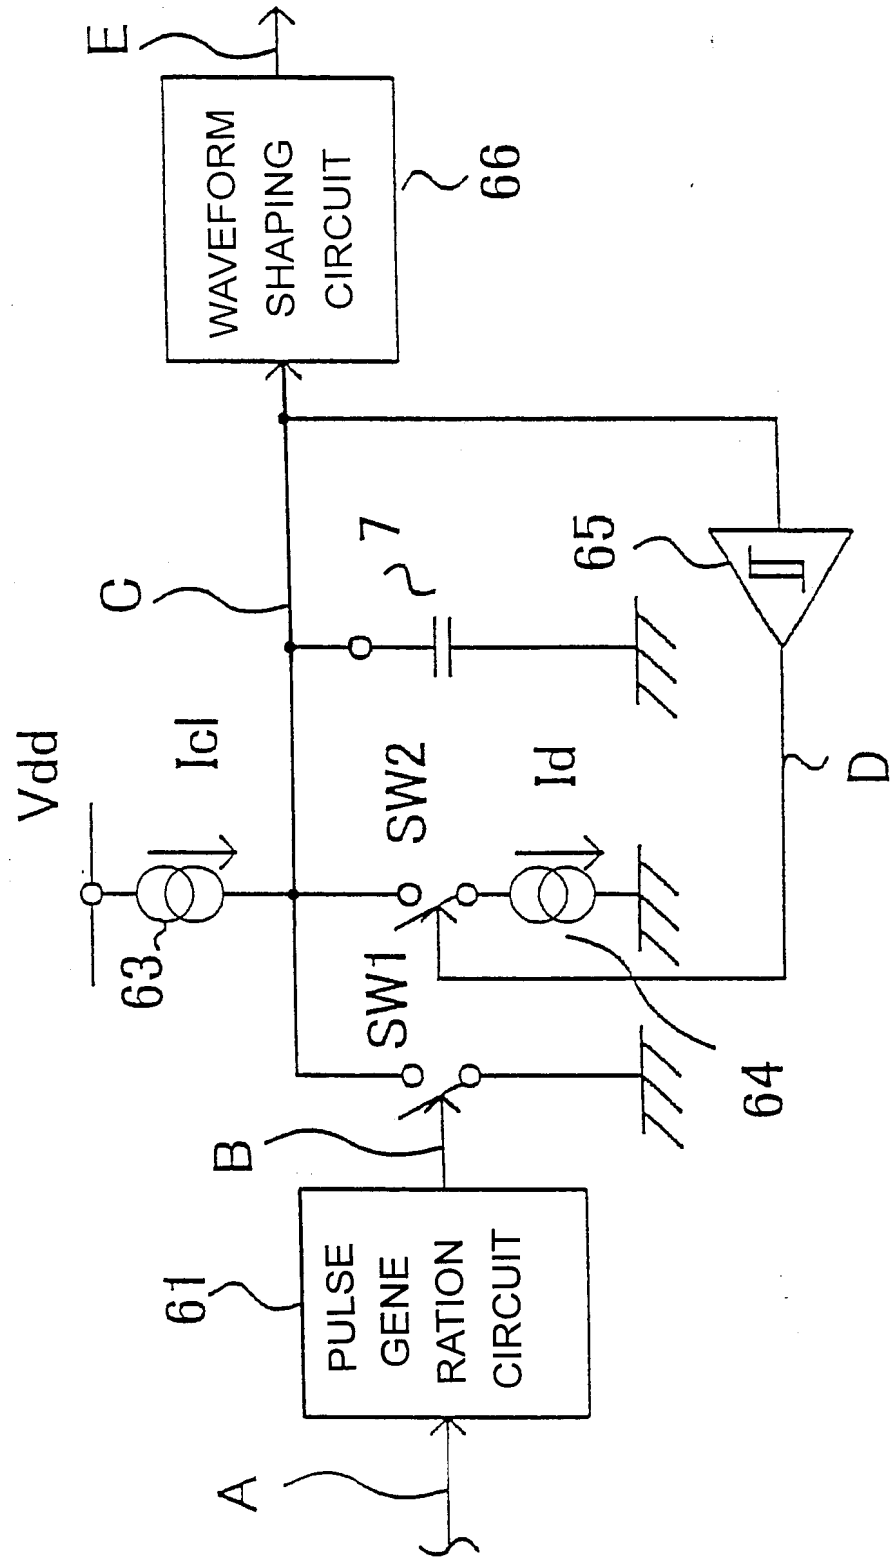 A
61
PULSE
GENE
RATION
CIRCUIT
B
SW1
63
Vdd
Icl
SW2
Id
64
C
7
65
D
WAVEFORM
SHAPING
CIRCUIT
66
E